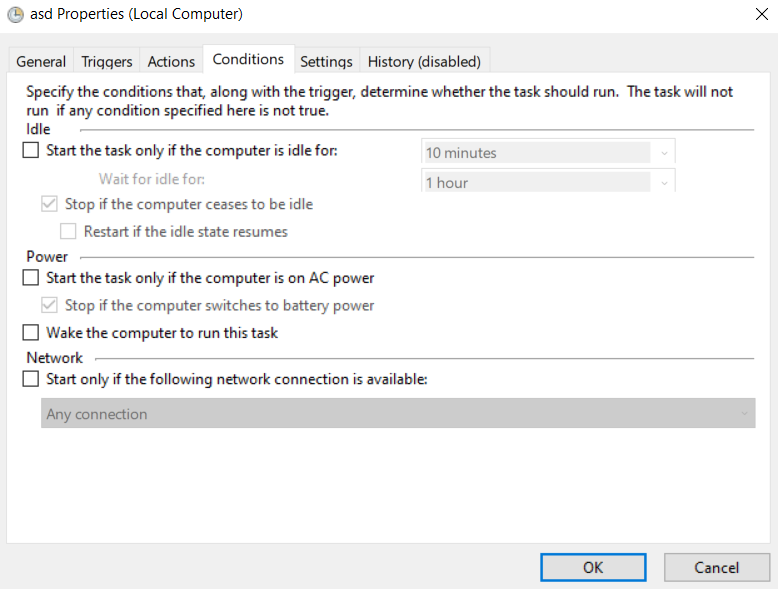 asd Properties (Local Computer)
General Triggers Actions Conditions Settings History (disabled)
Specify the conditions that, along with the trigger, determine whether the task should run. The task will not
run if any condition specified here is not true.
Idle
Start the task only if the computer is idle for: 10 minutes
Wait for idle for: 1 hour
Stop if the computer ceases to be idle
Restart if the idle state resumes
Power
Start the task only if the computer is on AC power
Stop if the computer switches to battery power
Wake the computer to run this task
Network
Start only if the following network connection is available:
Any connection
OK Cancel